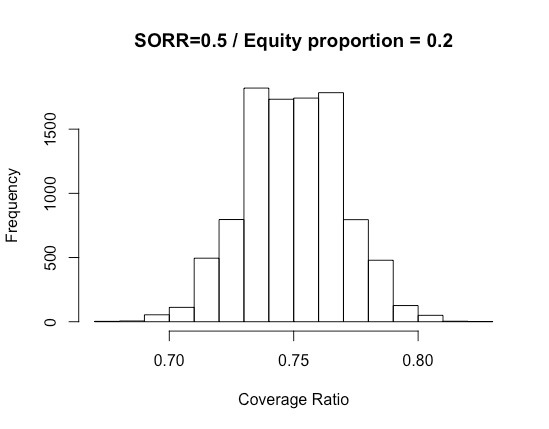 SORR=0.5 / Equity proportion = 0.2
Frequency
1500
1000
500
0
0.70 0.75 0.80
Coverage Ratio